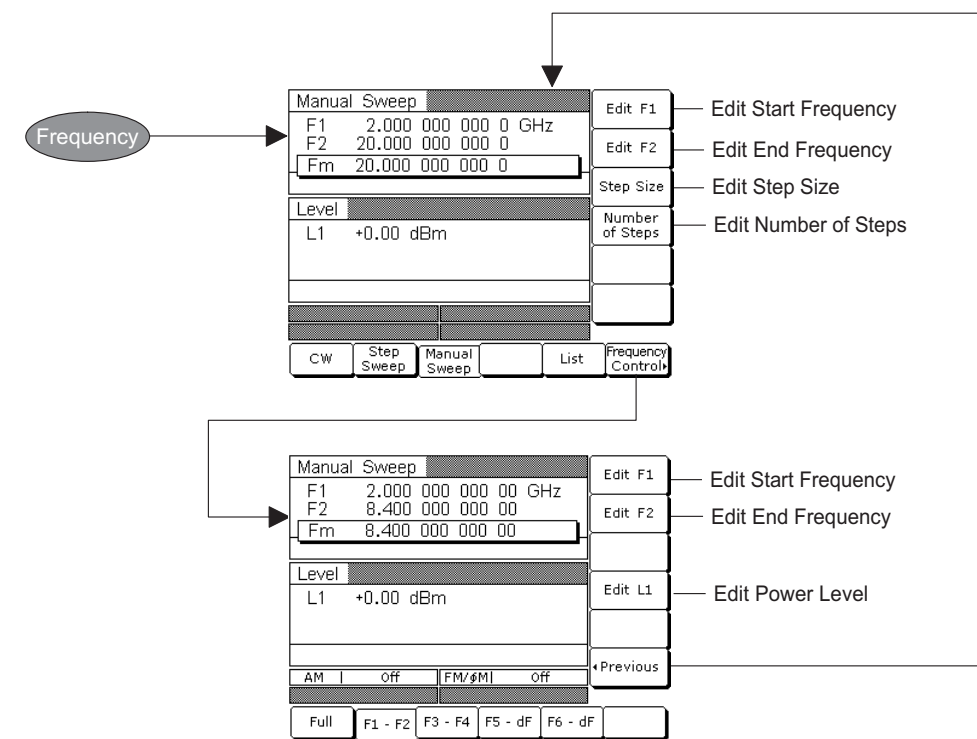 Frequency
Manual Sweep
F1 2.000 000 000 0 GHz
F2 20.000 000 000 0
Fm 20.000 000 000 0
Level
L1 +0.00 dBm
Edit F1
Edit F2
Step Size
Number
of Steps
Edit Start Frequency
Edit End Frequency
Edit Step Size
Edit Number of Steps
CW
Step
Sweep
Manual
Sweep
List
Frequency
Control▸
Manual Sweep
F1 2.000 000 000 00 GHz
F2 8.400 000 000 00
Fm 8.400 000 000 00
Level
L1 +0.00 dBm
AM | Off FM/ϕM| Off
Edit F1
Edit F2
Edit L1
◂Previous
Edit Start Frequency
Edit End Frequency
Edit Power Level
Full
F1 - F2
F3 - F4
F5 - dF
F6 - dF